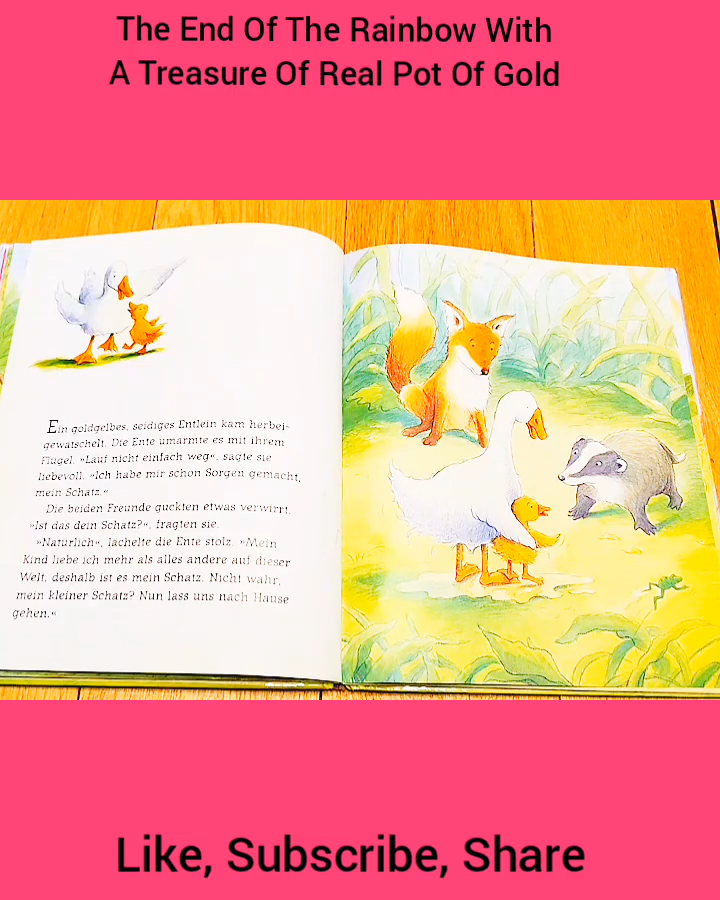 The End Of The Rainbow With
A Treasure Of Real Pot Of Gold
Ein goldgelbes, seidiges Entlein kam herbei-
gewatschelt. Die Ente umarmte es mit ihrem
Flügel. »Lauf nicht einfach weg«, sagte sie
liebevoll. »Ich habe mir schon Sorgen gemacht,
mein Schatz.«
Die beiden Freunde guckten etwas verwirrt.
»Ist das dein Schatz?«, fragten sie.
»Natürlich«, lächelte die Ente stolz. »Mein
Kind liebe ich mehr als alles andere auf dieser
Welt, deshalb ist es mein Schatz. Nicht wahr,
mein kleiner Schatz? Nun lass uns nach Hause
gehen.«
Like, Subscribe, Share